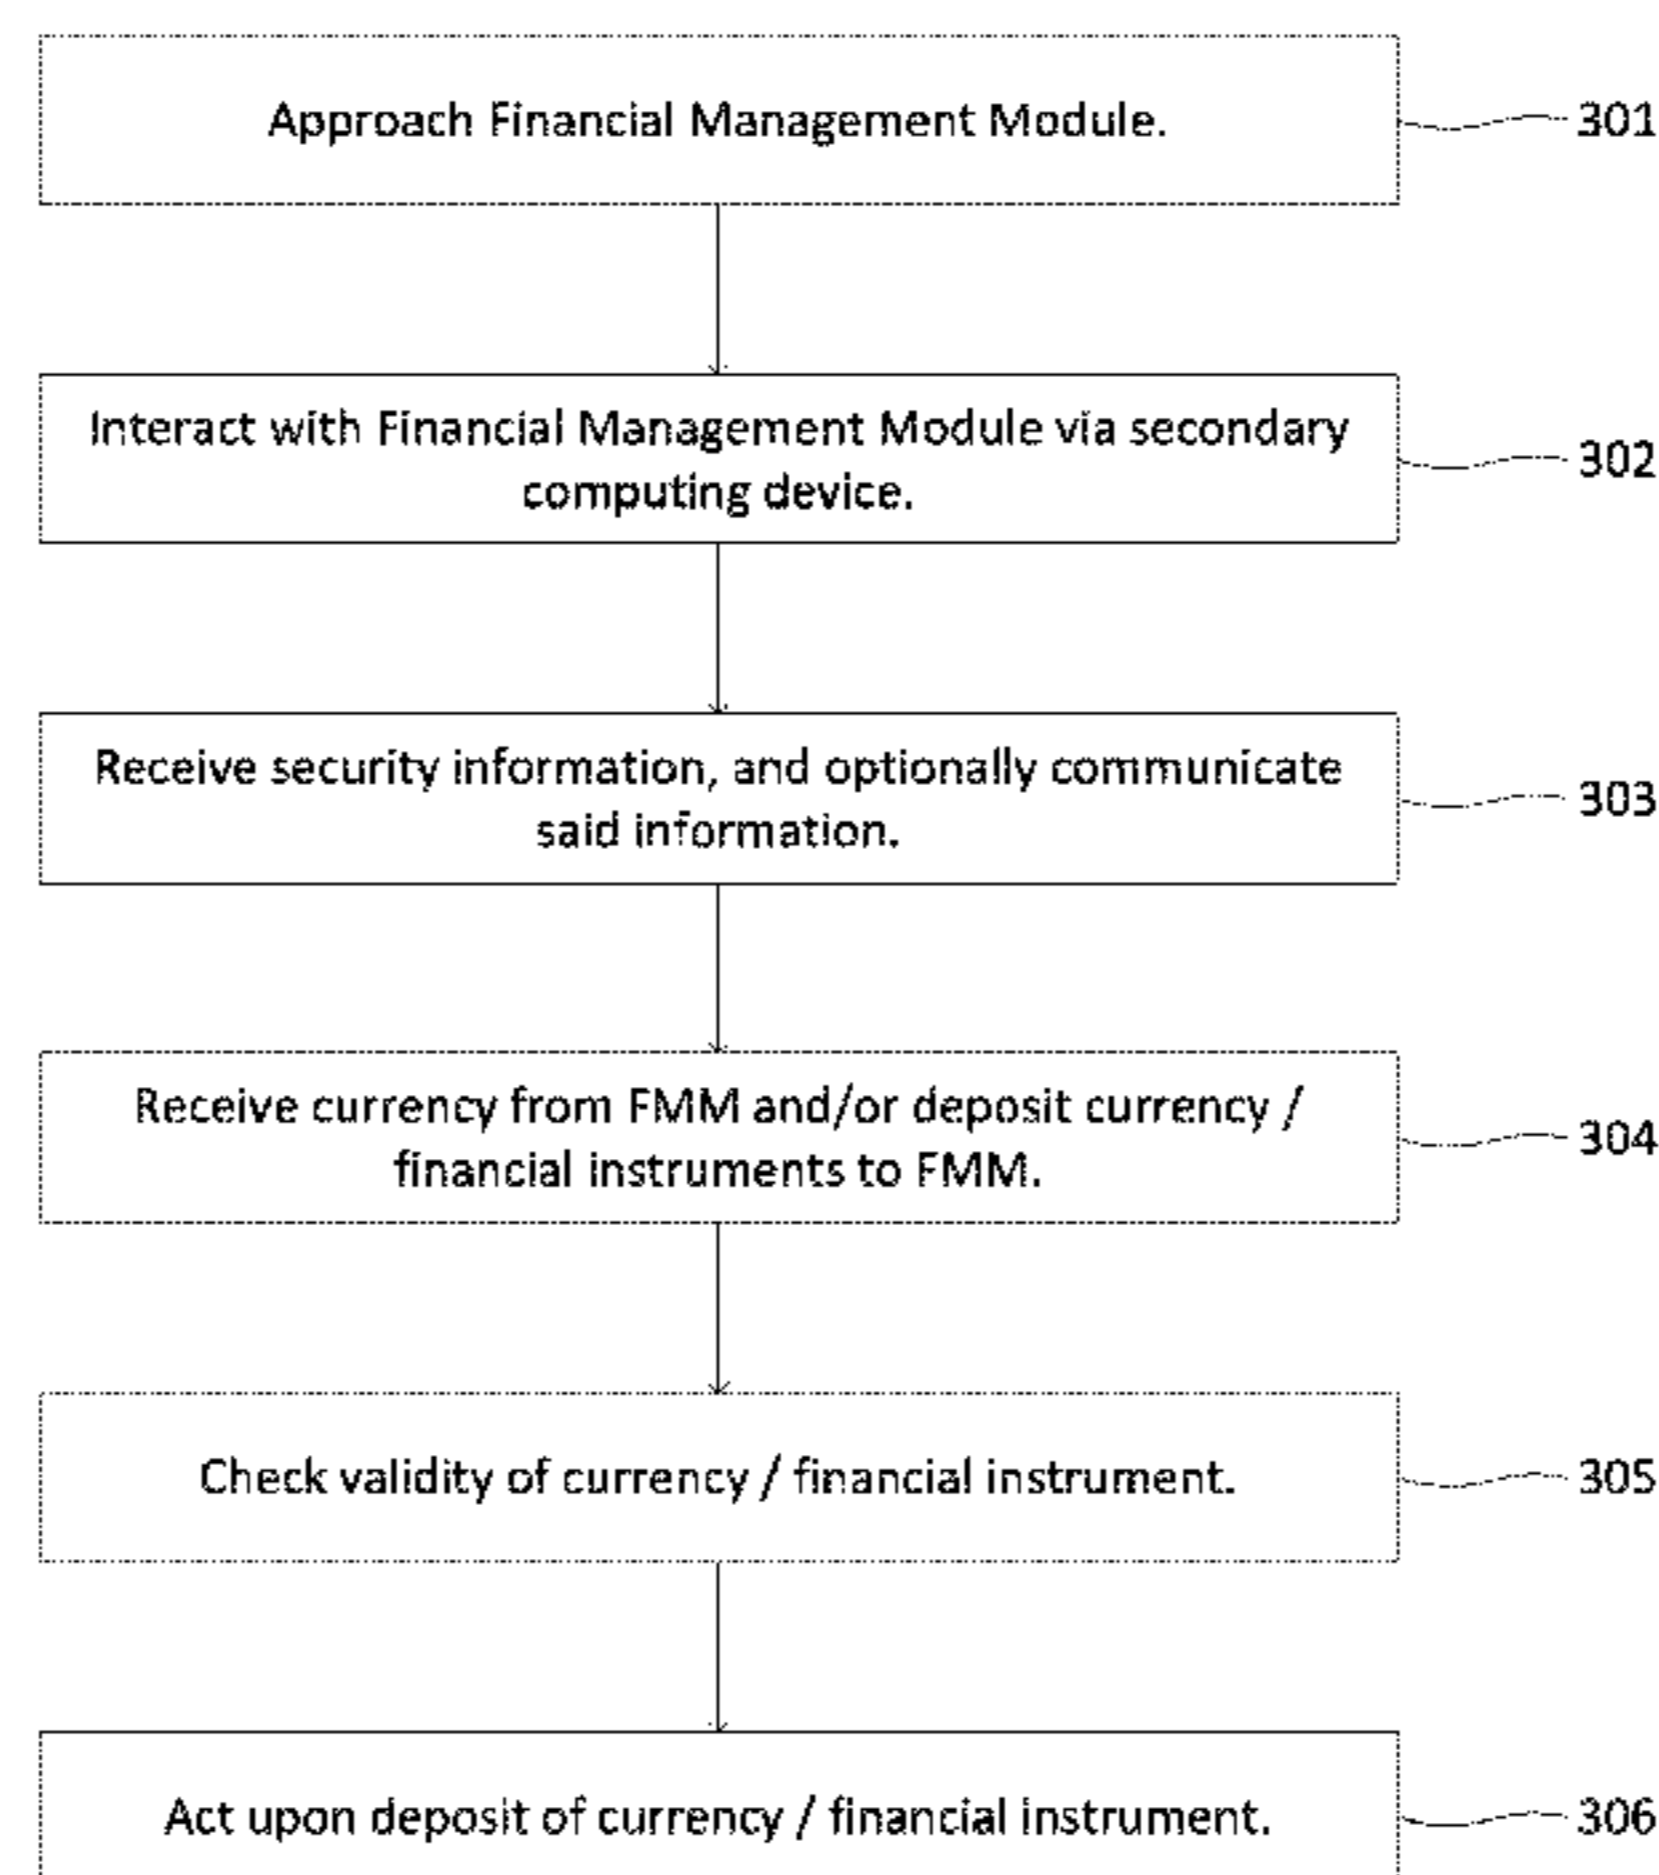 Approach Financial Management Module.
301
Interact with Financial Management Module via secondary
computing device.
302
Receive security information, and optionally communicate
said information.
303
Receive currency from FMM and/or deposit currency /
financial instruments to FMM.
304
Check validity of currency / financial instrument.
305
Act upon deposit of currency / financial instrument.
306